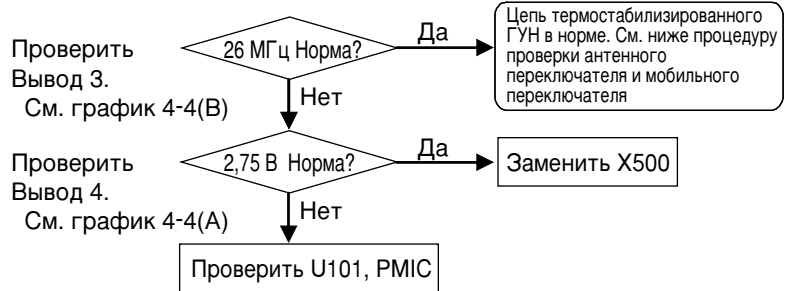 Проверить
Вывод 3.
См. график 4-4(B)
26 МГц Норма?
Да
Цепь термостабилизированного
ГУН в норме. См. ниже процедуру
проверки антенного
переключателя и мобильного
переключателя
Нет
Проверить
Вывод 4.
См. график 4-4(A)
2,75 В Норма?
Да
Заменить X500
Нет
Проверить U101, PMIC